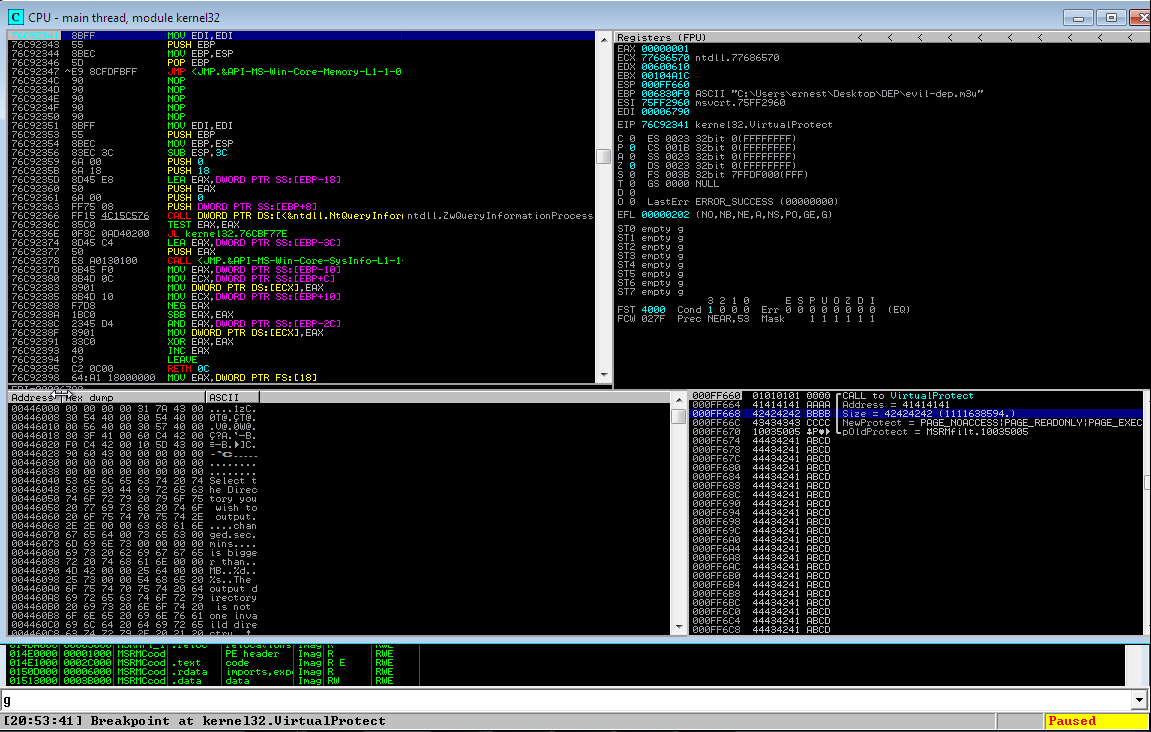 C CPU - main thread, module kernel32
76C92341 8BFF MOV EDI,EDI
76C92343 55 PUSH EBP
76C92344 8BEC MOV EBP,ESP
76C92346 5D POP EBP
76C92347 ^E9 8CFDFBFF JMP <JMP.&API-MS-Win-Core-Memory-L1-1-0
76C9234C 90 NOP
76C9234D 90 NOP
76C9234E 90 NOP
76C9234F 90 NOP
76C92350 90 NOP
76C92351 8BFF MOV EDI,EDI
76C92353 55 PUSH EBP
76C92354 8BEC MOV EBP,ESP
76C92356 83EC 3C SUB ESP,3C
76C92359 6A 00 PUSH 0
76C9235B 6A 18 PUSH 18
76C9235D 8D45 E8 LEA EAX,DWORD PTR SS:[EBP-18]
76C92360 50 PUSH EAX
76C92361 6A 00 PUSH 0
76C92363 FF75 08 PUSH DWORD PTR SS:[EBP+8]
76C92366 FF15 4C15C576 CALL DWORD PTR DS:[<&ntdll.NtQueryInfor ntdll.ZwQueryInformationProcess
76C9236C 85C0 TEST EAX,EAX
76C9236E 0F8C 0AD40200 JL kernel32.76CBF77E
76C92374 8D45 C4 LEA EAX,DWORD PTR SS:[EBP-3C]
76C92377 50 PUSH EAX
76C92378 E8 A0130100 CALL <JMP.&API-MS-Win-Core-SysInfo-L1-1-
76C9237D 8B45 F0 MOV EAX,DWORD PTR SS:[EBP-10]
76C92380 8B4D 0C MOV ECX,DWORD PTR SS:[EBP+C]
76C92383 8901 MOV DWORD PTR DS:[ECX],EAX
76C92385 8B4D 10 MOV ECX,DWORD PTR SS:[EBP+10]
76C92388 F7D8 NEG EAX
76C9238A 1BC0 SBB EAX,EAX
76C9238C 2345 D4 AND EAX,DWORD PTR SS:[EBP-2C]
76C9238F 8901 MOV DWORD PTR DS:[ECX],EAX
76C92391 33C0 XOR EAX,EAX
76C92393 40 INC EAX
76C92394 C9 LEAVE
76C92395 C2 0C00 RETN 0C
76C92398 64:A1 18000000 MOV EAX,DWORD PTR FS:[18]
Registers (FPU) < < < < < < < < < <
EAX 00000001
ECX 77686570 ntdll.77686570
EDX 00600610
EBX 00104A1C
ESP 000FF660
EBP 006830F0 ASCII "C:\Users\ernest\Desktop\DEP\evil-dep.m3u"
ESI 75FF2960 msvcrt.75FF2960
EDI 00006790
EIP 76C92341 kernel32.VirtualProtect
C 0 ES 0023 32bit 0(FFFFFFFF)
P 0 CS 001B 32bit 0(FFFFFFFF)
A 0 SS 0023 32bit 0(FFFFFFFF)
Z 0 DS 0023 32bit 0(FFFFFFFF)
S 0 FS 003B 32bit 7FFDF000(FFF)
T 0 GS 0000 NULL
D 0
O 0 LastErr ERROR_SUCCESS (00000000)
EFL 00000202 (NO,NB,NE,A,NS,PO,GE,G)
ST0 empty g
ST1 empty g
ST2 empty g
ST3 empty g
ST4 empty g
ST5 empty g
ST6 empty g
ST7 empty g
3 2 1 0 E S P U O Z D I
FST 4000 Cond 1 0 0 0 Err 0 0 0 0 0 0 0 0 (EQ)
FCW 027F Prec NEAR,53 Mask 1 1 1 1 1 1
Address Hex dump ASCII
00446000 00 00 00 00 31 7A 43 00 ....1zC.
00446008 30 54 40 00 80 54 40 00
00446010 00 56 40 00 30 57 40 00 .V@.0W@.
00446018 80 3F 41 00 60 C4 42 00
00446020 F0 C4 42 00 10 5D 43 00
00446028 90 60 43 00 00 00 00 00
00446030 00 00 00 00 00 00 00 00 ........
00446038 00 00 00 00 00 00 00 00 ........
00446040 53 65 6C 65 63 74 20 74 Select t
00446048 68 65 20 44 69 72 65 63 he Direc
00446050 74 6F 72 79 20 79 6F 75 tory you
00446058 20 77 69 73 68 20 74 6F wish to
00446060 20 6F 75 74 70 75 74 2E output.
00446068 2E 2E 00 00 63 68 61 6E ....chan
00446070 67 65 64 00 73 65 63 00 ged.sec.
00446078 6D 69 6E 73 00 00 00 00 mins....
00446080 69 73 20 62 69 67 67 65 is bigge
00446088 72 20 74 68 61 6E 00 00 r than..
00446090 4D 42 00 00 25 64 00 00 MB..%d..
00446098 25 73 00 00 54 68 65 20 %s..The
004460A0 6F 75 74 70 75 74 20 64 output d
004460A8 69 72 65 63 74 6F 72 79 irectory
004460B0 20 69 73 20 6E 6F 74 20 is not
004460B8 6F 6E 65 20 69 6E 76 61 one inva
004460C0 69 6C 64 20 64 69 72 65 ild dire
000FF660 01010101 CALL to VirtualProtect
000FF664 41414141 AAAA Address = 41414141
000FF668 42424242 BBBB Size = 42424242 (1111638594.)
000FF66C 43434343 CCCC NewProtect = PAGE_NOACCESS|PAGE_READONLY|PAGE_EXEC
000FF670 10035005 pOldProtect = MSRMfilt.10035005
000FF674 44434241 ABCD
000FF678 44434241 ABCD
000FF67C 44434241 ABCD
000FF680 44434241 ABCD
000FF684 44434241 ABCD
000FF688 44434241 ABCD
000FF68C 44434241 ABCD
000FF690 44434241 ABCD
000FF694 44434241 ABCD
000FF698 44434241 ABCD
000FF69C 44434241 ABCD
000FF6A0 44434241 ABCD
000FF6A4 44434241 ABCD
000FF6A8 44434241 ABCD
000FF6AC 44434241 ABCD
000FF6B0 44434241 ABCD
000FF6B4 44434241 ABCD
000FF6B8 44434241 ABCD
000FF6BC 44434241 ABCD
000FF6C0 44434241 ABCD
000FF6C4 44434241 ABCD
000FF6C8 44434241 ABCD
014E0000 00001000 MSRMCcod PE header Imag R RWE
014E1000 0002C000 MSRMCcod .text code Imag R E RWE
0150D000 00006000 MSRMCcod .rdata imports,expo Imag R RWE
01513000 0003B000 MSRMCcod .data data Imag RW RWE
g
[20:53:41] Breakpoint at kernel32.VirtualProtect
Paused